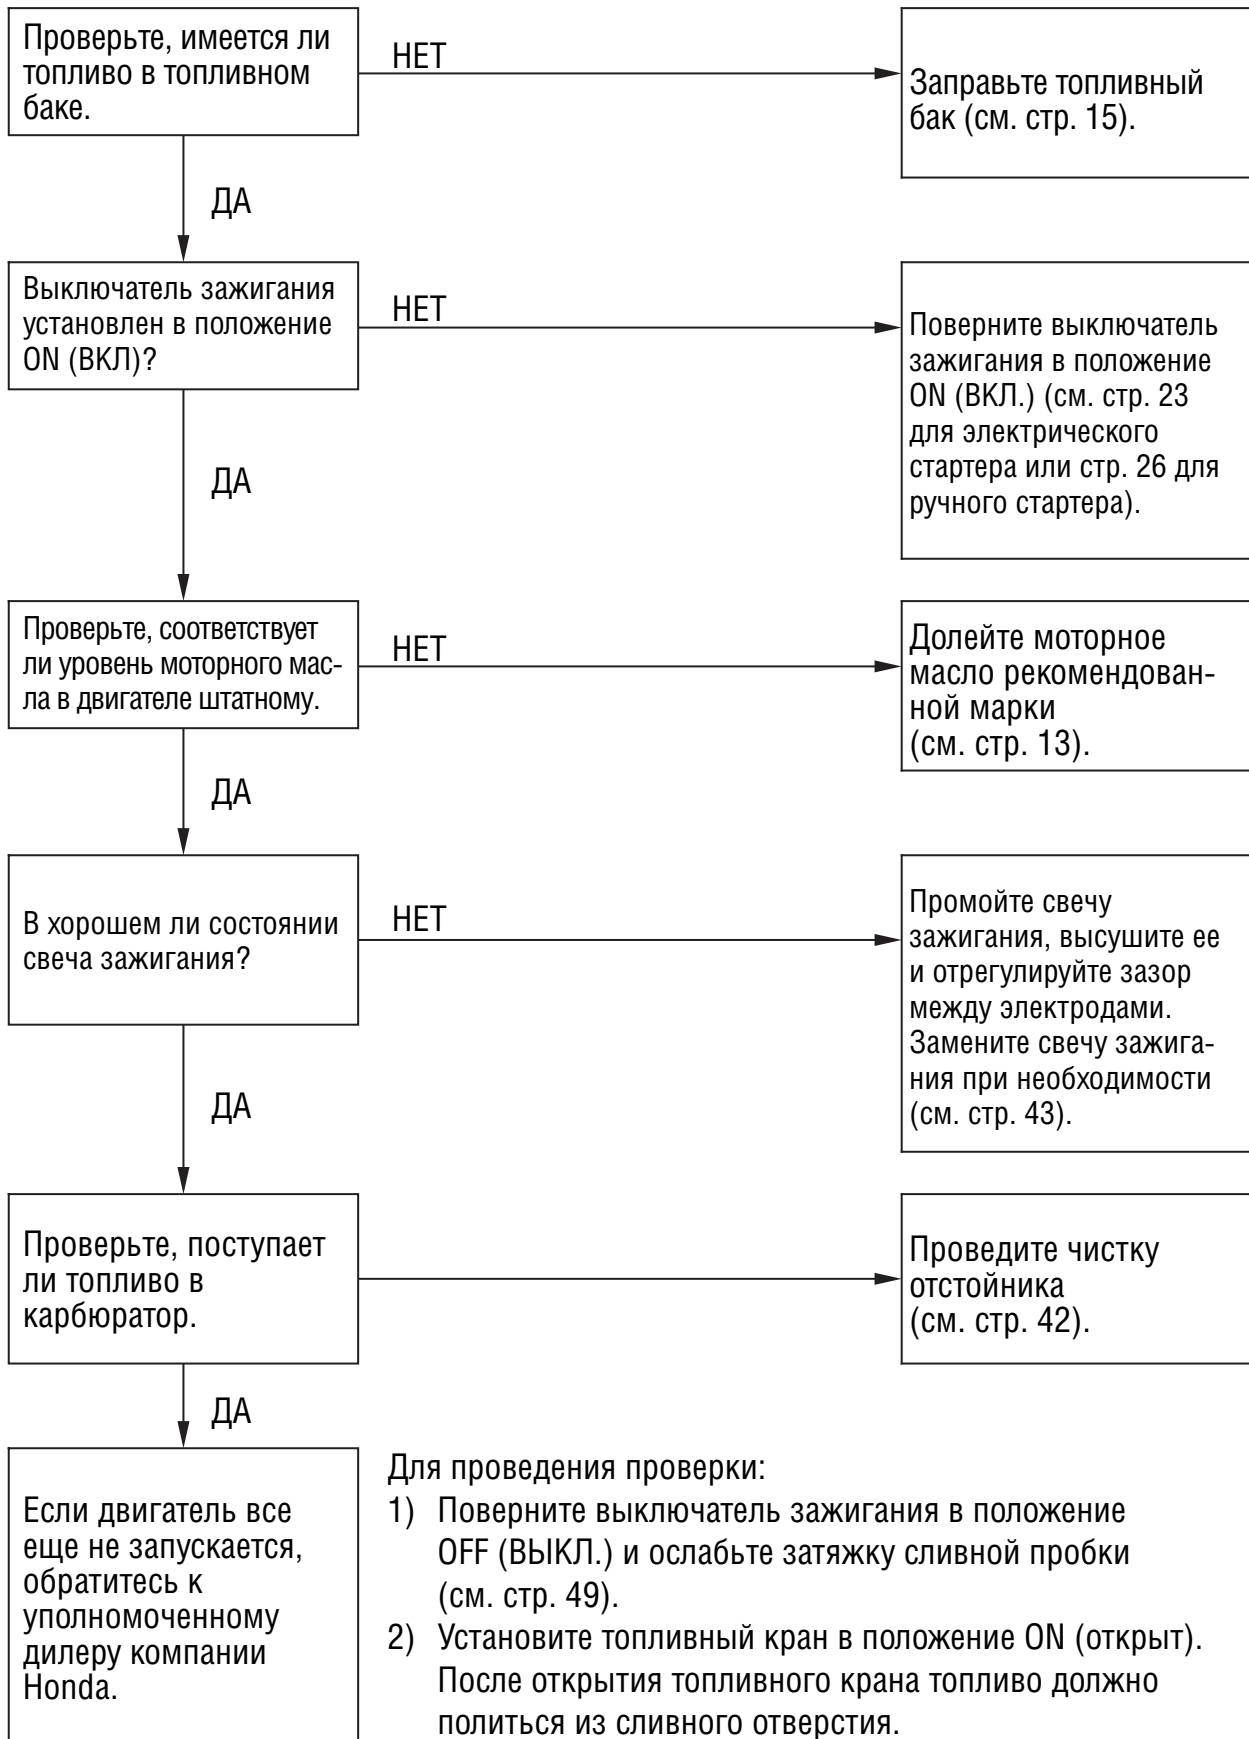 Проверьте, имеется ли
топливо в топливном
баке.
НЕТ
Заправьте топливный
бак (см. стр. 15).
ДА
Выключатель зажигания
установлен в положение
ON (ВКЛ)?
НЕТ
Поверните выключатель
зажигания в положение
ON (ВКЛ.) (см. стр. 23
для электрического
стартера или стр. 26 для
ручного стартера).
ДА
Проверьте, соответствует
ли уровень моторного мас-
ла в двигателе штатному.
НЕТ
Долейте моторное
масло рекомендован-
ной марки
(см. стр. 13).
ДА
В хорошем ли состоянии
свеча зажигания?
НЕТ
Промойте свечу
зажигания, высушите ее
и отрегулируйте зазор
между электродами.
Замените свечу зажига-
ния при необходимости
(см. стр. 43).
ДА
Проверьте, поступает
ли топливо в
карбюратор.
Проведите чистку
отстойника
(см. стр. 42).
ДА
Если двигатель все
еще не запускается,
обратитесь к
уполномоченному
дилеру компании
Honda.
Для проведения проверки:
1) Поверните выключатель зажигания в положение
OFF (ВЫКЛ.) и ослабьте затяжку сливной пробки
(см. стр. 49).
2) Установите топливный кран в положение ON (открыт).
После открытия топливного крана топливо должно
политься из сливного отверстия.